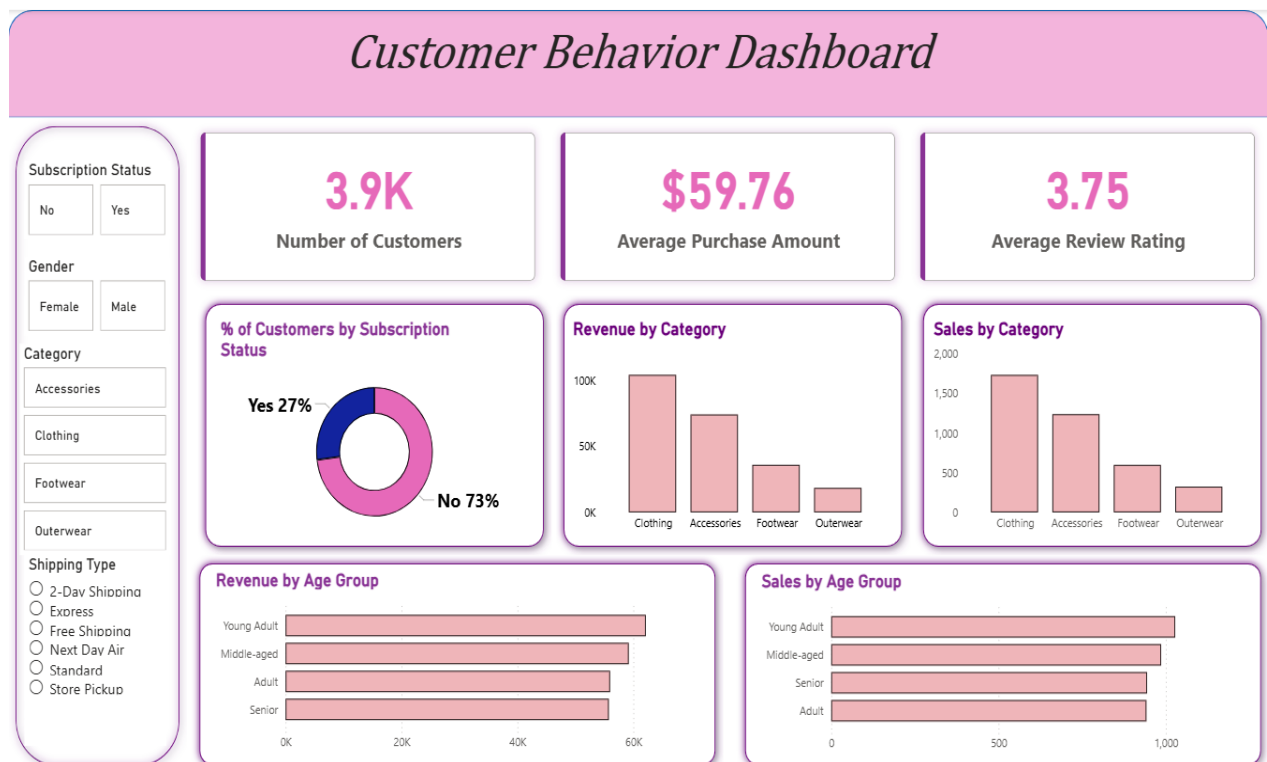 Customer Behavior Dashboard
Subscription Status
No
Yes
Gender
Female
Male
Category
Accessories
Clothing
Footwear
Outerwear
Shipping Type
2-Day Shipping
Express
Free Shipping
Next Day Air
Standard
Store Pickup
3.9K
Number of Customers
$59.76
Average Purchase Amount
3.75
Average Review Rating
% of Customers by Subscription
Status
Yes 27%
No 73%
Revenue by Category
100K
50K
0K
Clothing
Accessories
Footwear
Outerwear
Sales by Category
2,000
1,500
1,000
500
0
Clothing
Accessories
Footwear
Outerwear
Revenue by Age Group
Young Adult
Middle-aged
Adult
Senior
0K
20K
40K
60K
Sales by Age Group
Young Adult
Middle-aged
Senior
Adult
0
500
1,000